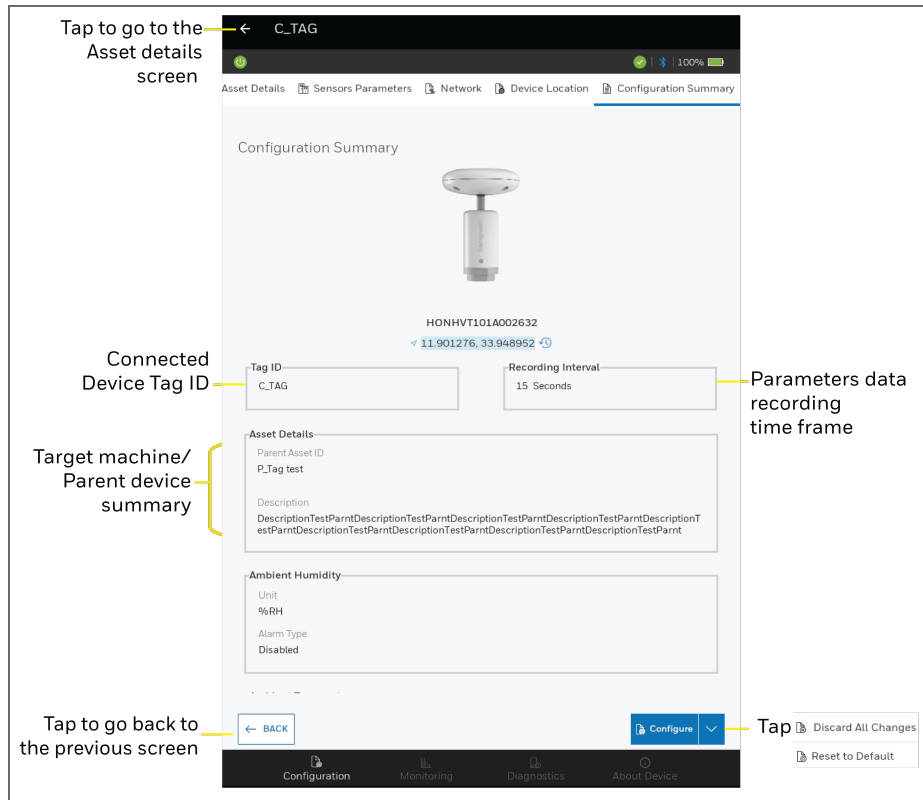 Tap to go to the
Asset details
screen
C_TAG
100%
Asset Details
Sensors Parameters
Network
Device Location
Configuration Summary
Configuration Summary
HONHVT101A002632
11.901276, 33.948952
Connected
Device Tag ID
Tag ID
C_TAG
Recording Interval
15 Seconds
Parameters data
recording
time frame
Target machine/
Parent device
summary
Asset Details
Parent Asset ID
P_Tag test
Description
DescriptionTestParntDescriptionTestParntDescriptionTestParntDescriptionTestParntDescriptionT
estParntDescriptionTestParntDescriptionTestParntDescriptionTestParntDescriptionTestParnt
Ambient Humidity
Unit
%RH
Alarm Type
Disabled
Tap to go back to
the previous screen
BACK
Configure
Tap
Discard All Changes
Reset to Default
Configuration
Monitoring
Diagnostics
About Device